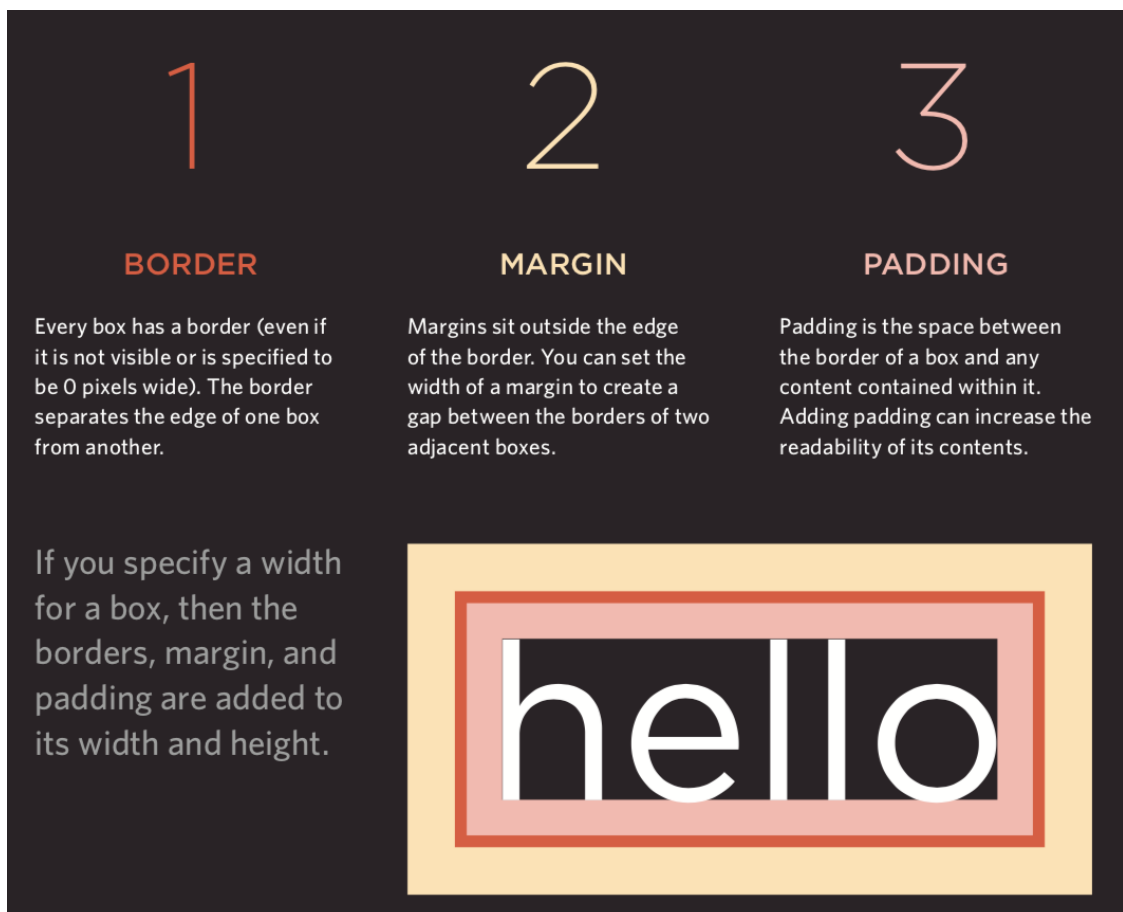 1
BORDER
Every box has a border (even if
it is not visible or is specified to
be 0 pixels wide). The border
separates the edge of one box
from another.
2
MARGIN
Margins sit outside the edge
of the border. You can set the
width of a margin to create a
gap between the borders of two
adjacent boxes.
3
PADDING
Padding is the space between
the border of a box and any
content contained within it.
Adding padding can increase the
readability of its contents.
If you specify a width
for a box, then the
borders, margin, and
padding are added to
its width and height.
hello